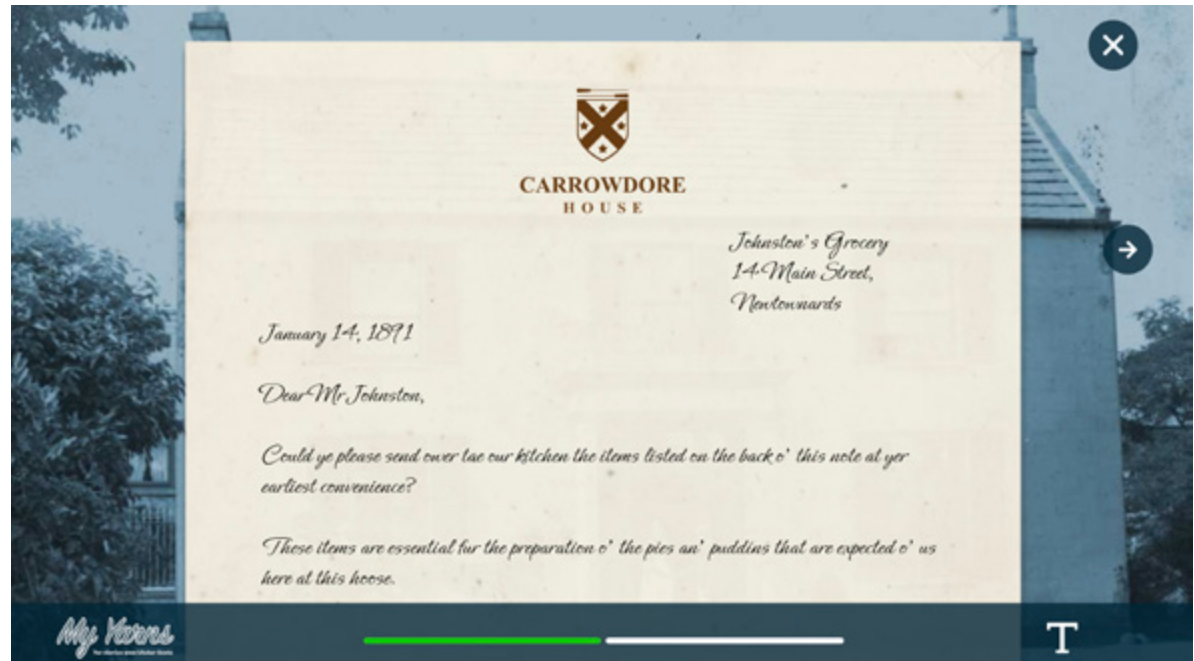 CARROWDORE
HOUSE
Johnston's Grocery
14 Main Street,
Newtownards
January 14, 1891
Dear Mr Johnston,
Could ye please send ower tae our kitchen the items listed on the back o' this note at yer
earliest convenience?
These items are essential fur the preparation o' the pies an' puddins that are expected o' us
here at this hoose.
My Yarns
T